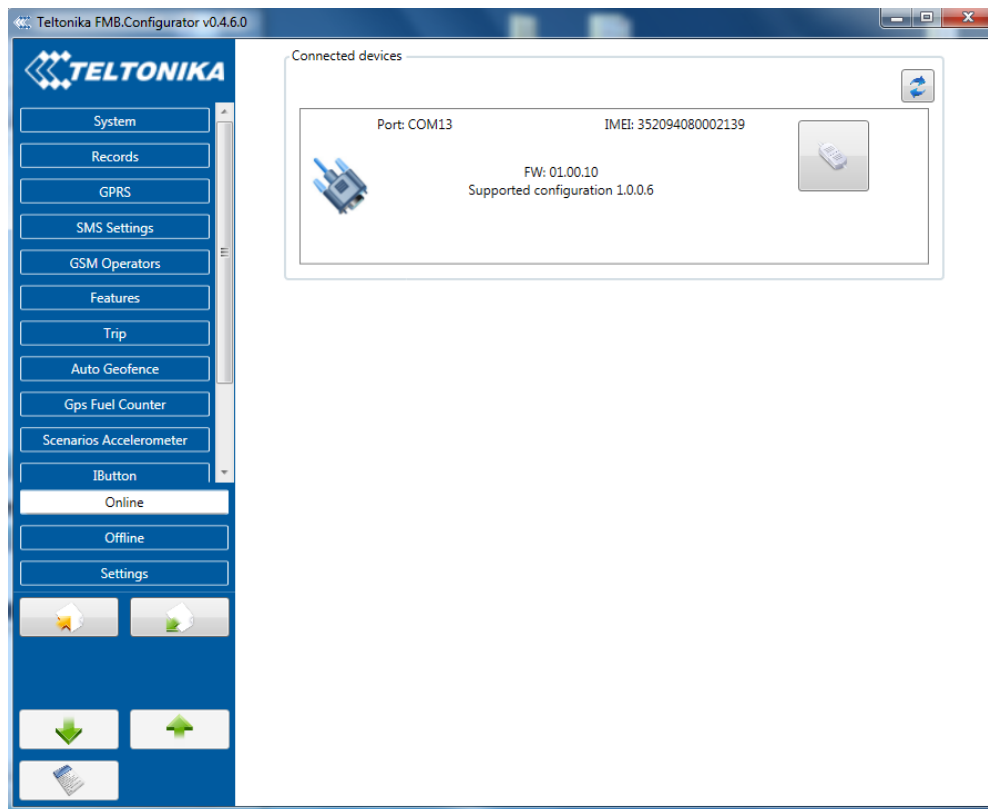 Teltonika FMB.Configurator v0.4.6.0
TELTONIKA
System
Records
GPRS
SMS Settings
GSM Operators
Features
Trip
Auto Geofence
Gps Fuel Counter
Scenarios Accelerometer
IButton
Online
Offline
Settings
Connected devices
Port: COM13 IMEI: 352094080002139
FW: 01.00.10
Supported configuration 1.0.0.6